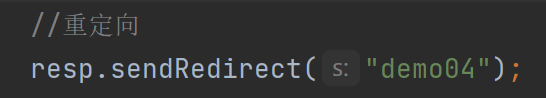 //重定向
resp.sendRedirect( s: "demo04");